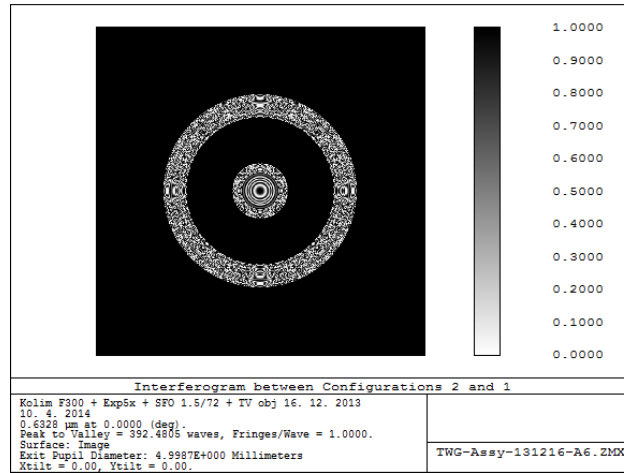 1.0000
0.9000
0.8000
0.7000
0.6000
0.5000
0.4000
0.3000
0.2000
0.1000
0.0000
Interferogram between Configurations 2 and 1
Kolim F300 + Exp5x + SFO 1.5/72 + TV obj 16. 12. 2013
10. 4. 2014
0.6328 µm at 0.0000 (deg).
Peak to Valley = 392.4805 waves, Fringes/Wave = 1.0000.
Surface: Image
Exit Pupil Diameter: 4.9987E+000 Millimeters
Xtilt = 0.00, Ytilt = 0.00.
TWG-Assy-131216-A6.ZMX